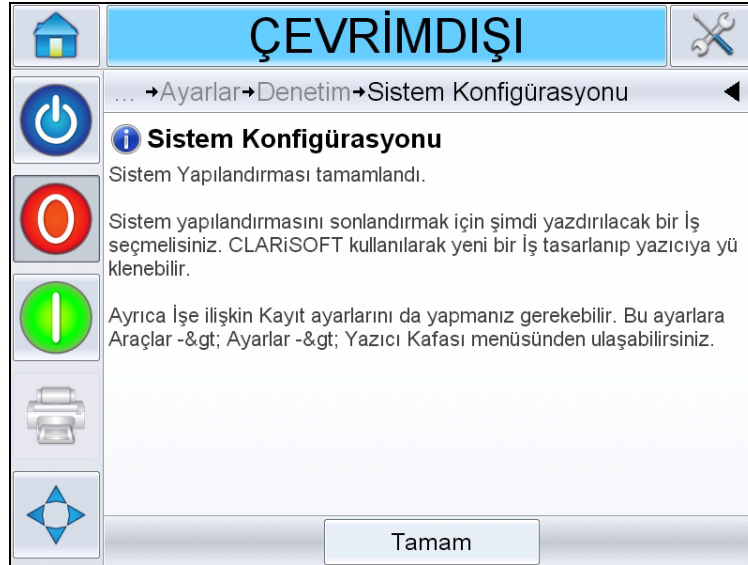 ÇEVRİMDIŞI
... →Ayarlar→Denetim→Sistem Konfigürasyonu
Sistem Konfigürasyonu
Sistem Yapılandırması tamamlandı.
Sistem yapılandırmasını sonlandırmak için şimdi yazdırılacak bir İş
seçmelisiniz. CLARiSOFT kullanılarak yeni bir İş tasarlanıp yazıcıya yü
klenebilir.
Ayrıca İşe ilişkin Kayıt ayarlarını da yapmanız gerekebilir. Bu ayarlara
Araçlar -&gt; Ayarlar -&gt; Yazıcı Kafası menüsünden ulaşabilirsiniz.
Tamam